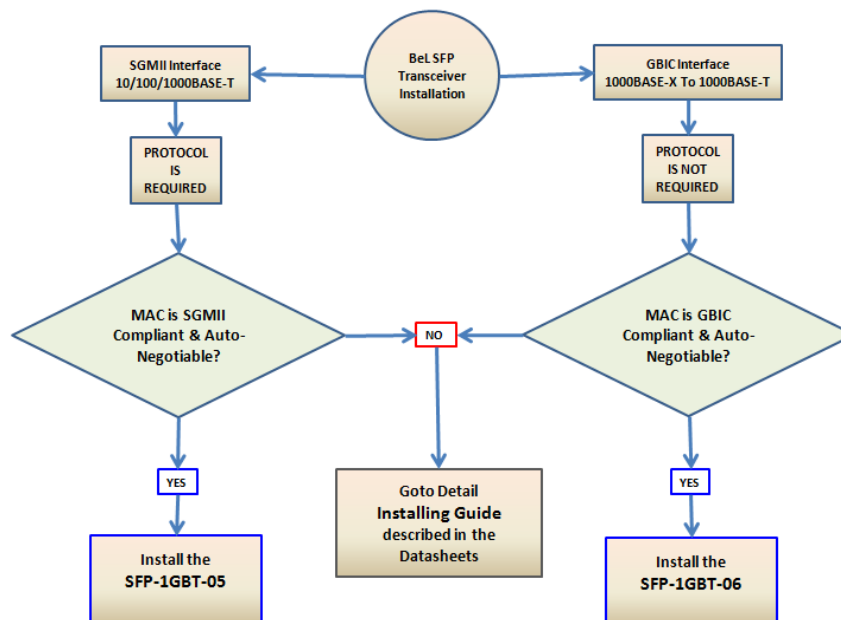 SGMII Interface
10/100/1000BASE-T
BeL SFP
Transceiver
Installation
GBIC Interface
1000BASE-X To 1000BASE-T
PROTOCOL
IS
REQUIRED
PROTOCOL
IS NOT
REQUIRED
MAC is SGMII
Compliant & Auto-
Negotiable?
NO
MAC is GBIC
Compliant & Auto-
Negotiable?
YES
YES
Goto Detail
Installing Guide
described in the
Datasheets
Install the
SFP-1GBT-05
Install the
SFP-1GBT-06